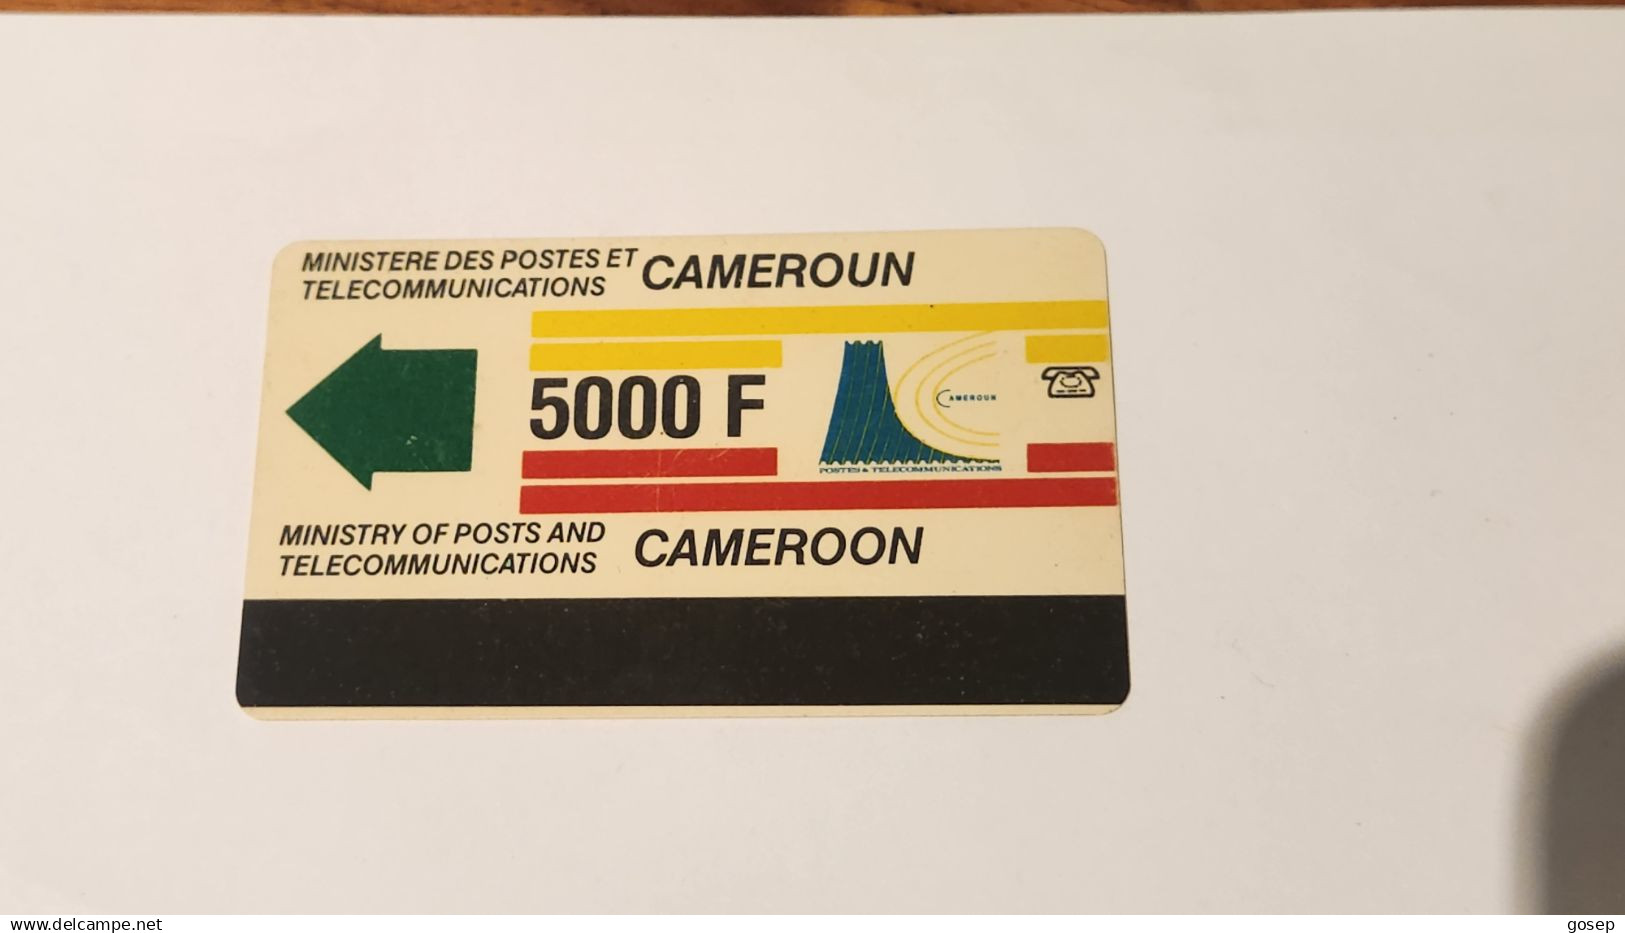 MINISTERE DES POSTES ET
TELECOMMUNICATIONS
CAMEROUN
5000 F
CAMEROUN
POSTES & TELECOMMUNICATIONS
MINISTRY OF POSTS AND
TELECOMMUNICATIONS
CAMEROON
www.delcampe.net
gosep